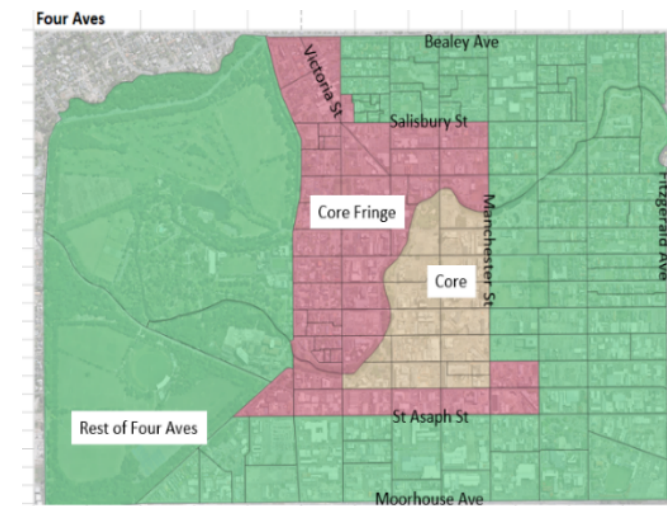 Four Aves
Bealey Ave
Victoria St
Salisbury St
Core Fringe
Manchester St
Fitzgerald Ave
Core
Rest of Four Aves
St Asaph St
Moorhouse Ave